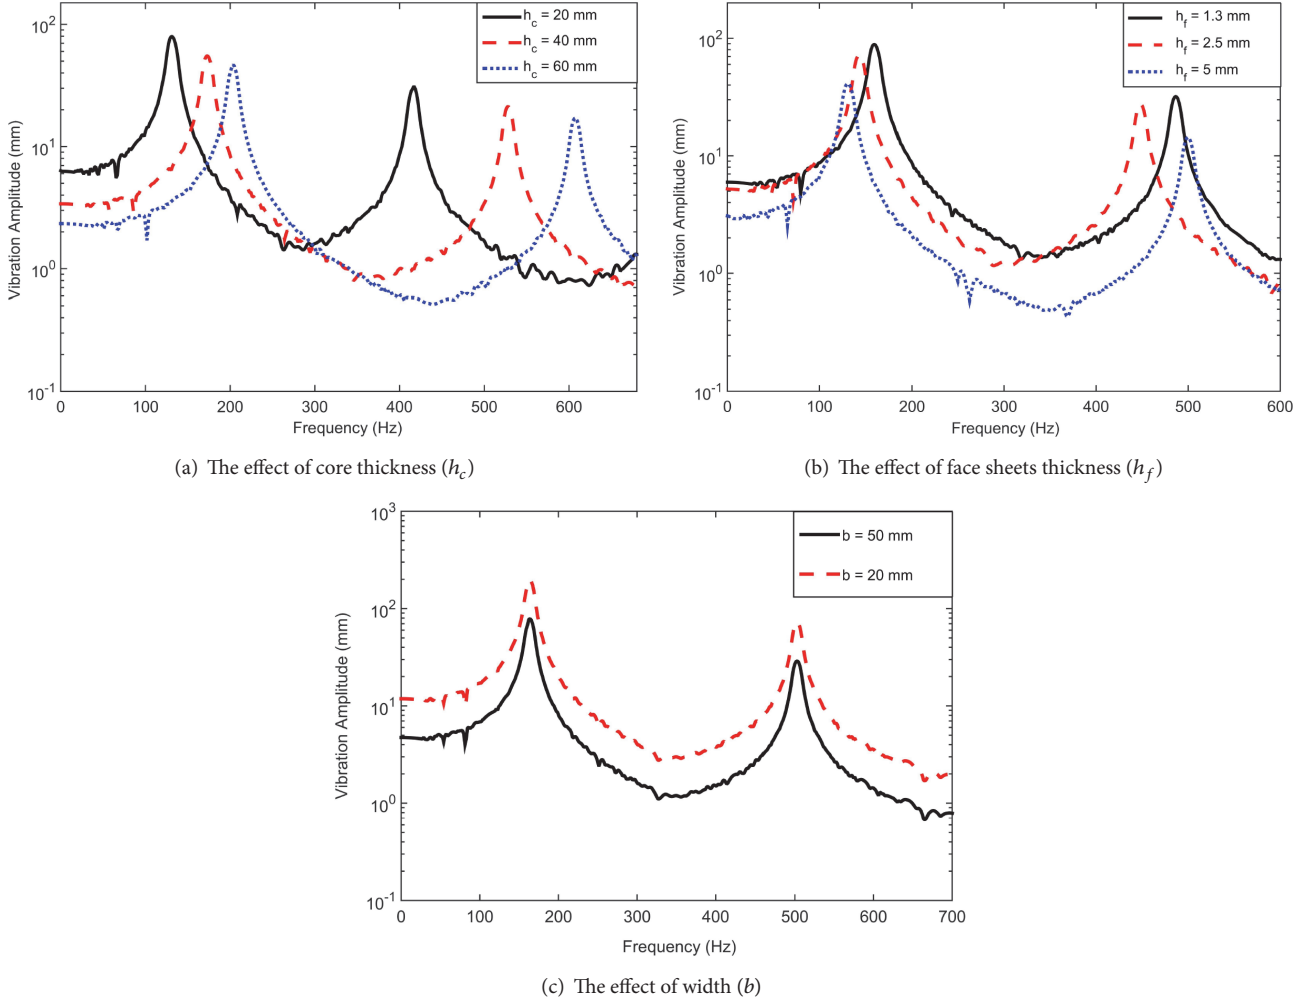 h_c = 20 mm
h_c = 40 mm
h_c = 60 mm
Vibration Amplitude (mm)
10^2
10^1
10^0
10^-1
0 100 200 300 400 500 600
Frequency (Hz)
(a) The effect of core thickness (h_c)
h_f = 1.3 mm
h_f = 2.5 mm
h_f = 5 mm
Vibration Amplitude (mm)
10^2
10^1
10^0
10^-1
0 100 200 300 400 500 600
Frequency (Hz)
(b) The effect of face sheets thickness (h_f)
b = 50 mm
b = 20 mm
Vibration Amplitude (mm)
10^3
10^2
10^1
10^0
10^-1
0 100 200 300 400 500 600 700
Frequency (Hz)
(c) The effect of width (b)